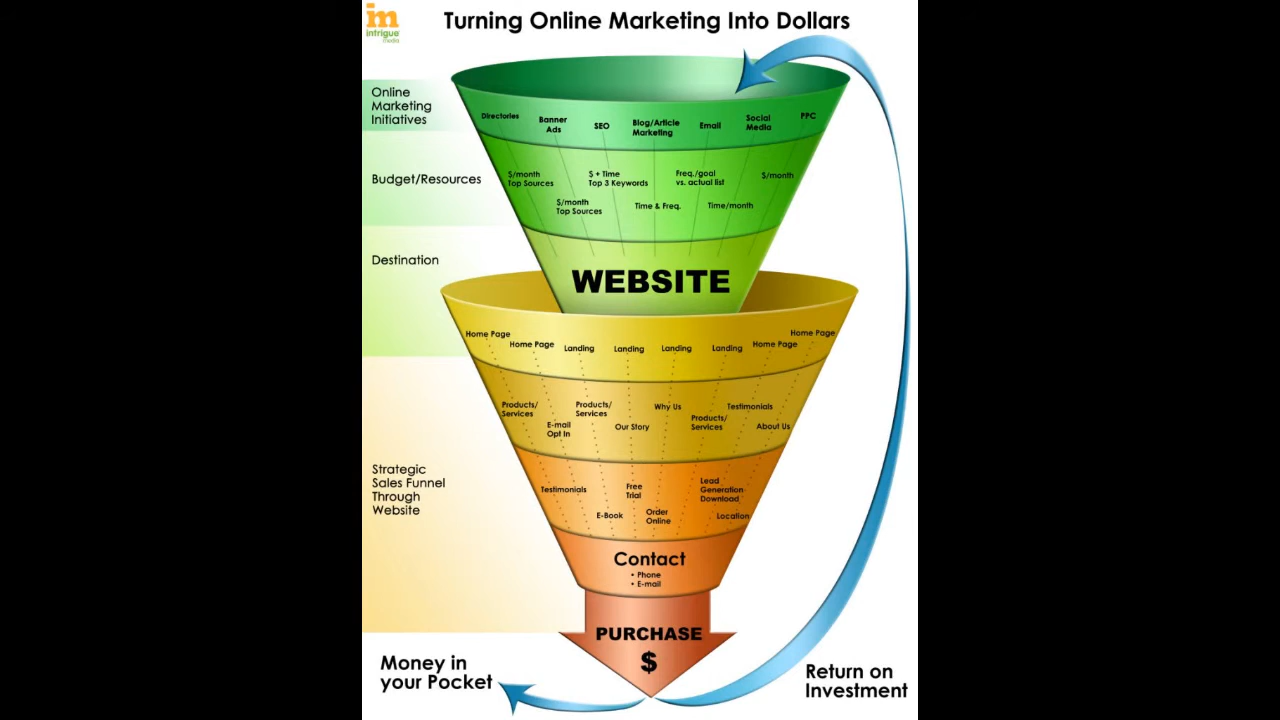 im
intrigue
media
Turning Online Marketing Into Dollars
Online
Marketing
Initiatives
Directories
Banner
Ads
SEO
Blog/Article
Marketing
Email
Social
Media
PPC
Budget/Resources
$/month
Top Sources
$ + Time
Top 3 Keywords
Freq./goal
vs. actual list
$/month
$/month
Top Sources
Time & Freq.
Time/month
Destination
WEBSITE
Home Page
Home Page
Landing
Landing
Landing
Landing
Home Page
Home Page
Products/
Services
E-mail
Opt In
Products/
Services
Our Story
Why Us
Products/
Services
Testimonials
About Us
Strategic
Sales Funnel
Through
Website
Testimonials
E-Book
Free
Trial
Order
Online
Lead
Generation
Download
Location
Contact
• Phone
• E-mail
PURCHASE
$
Money in
your Pocket
Return on
Investment